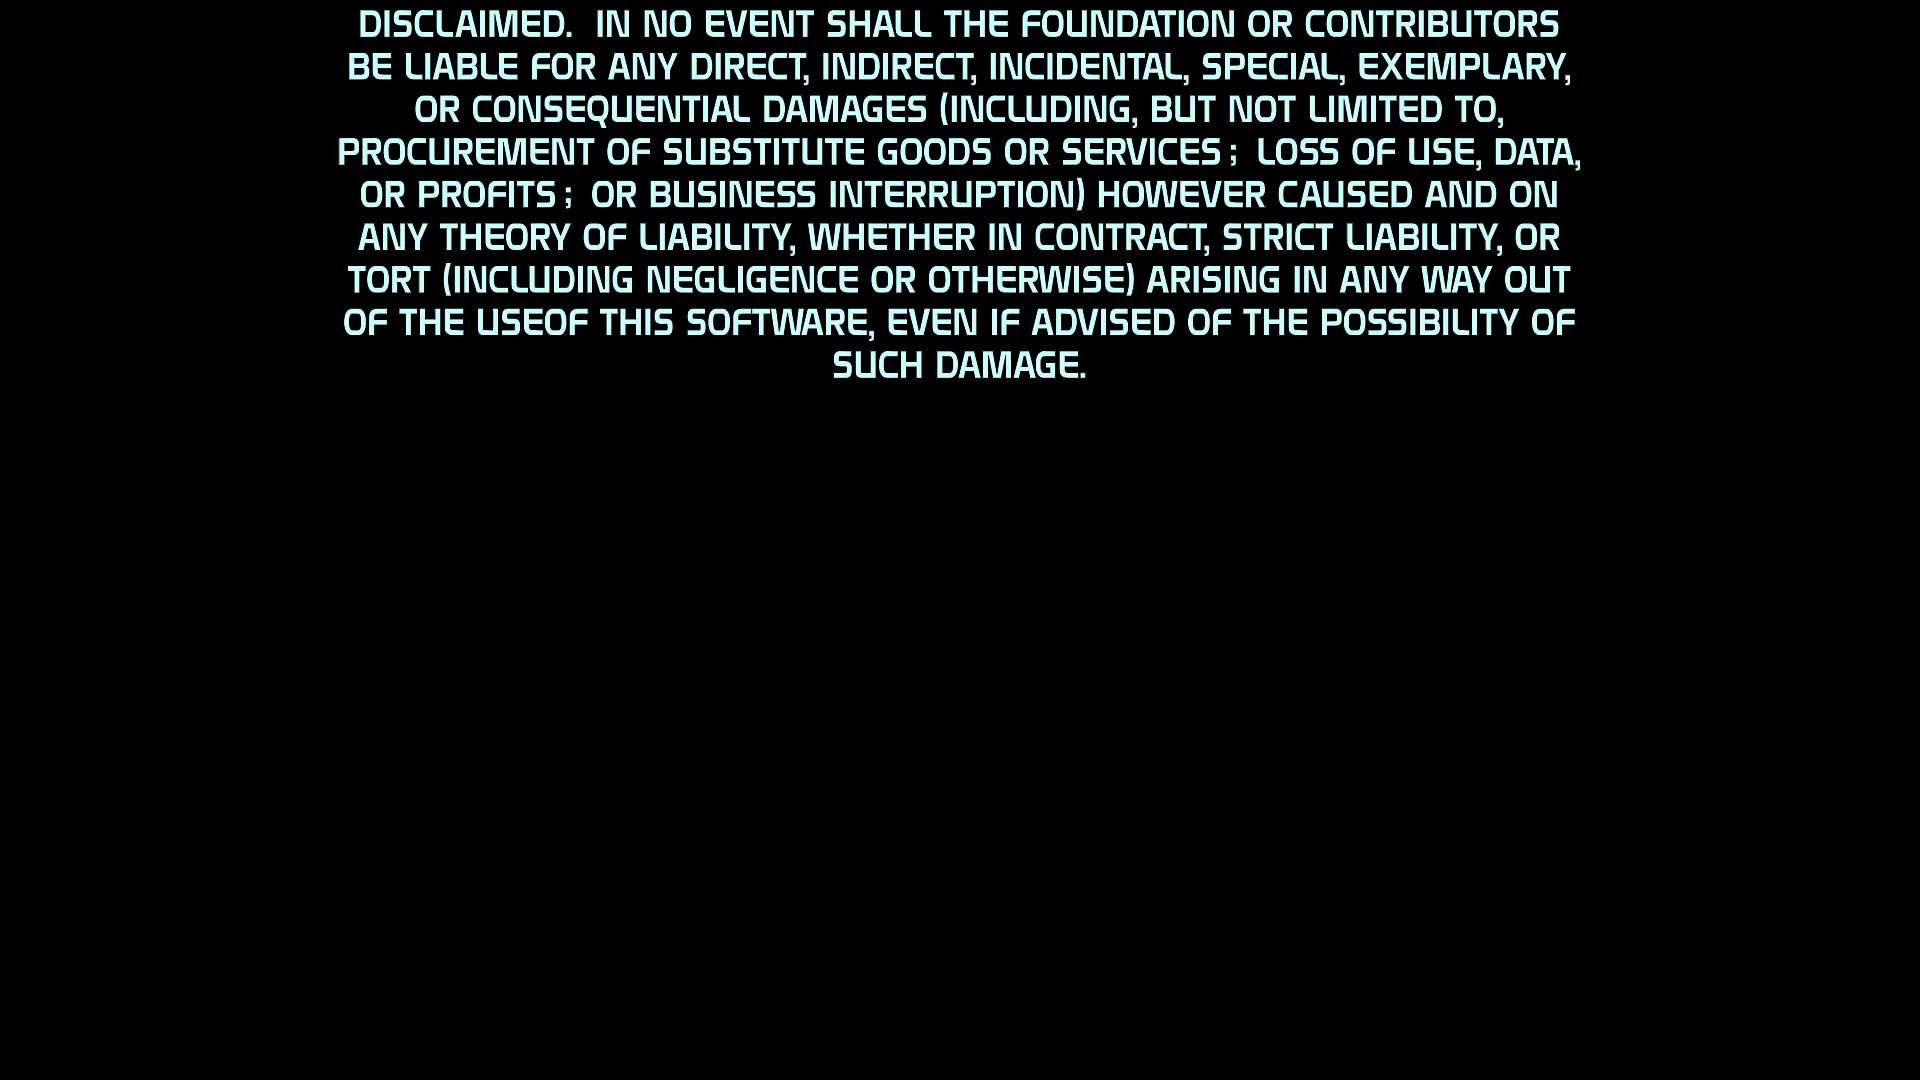 DISCLAIMED.  IN NO EVENT SHALL THE FOUNDATION OR CONTRIBUTORS
BE LIABLE FOR ANY DIRECT, INDIRECT, INCIDENTAL, SPECIAL, EXEMPLARY,
OR CONSEQUENTIAL DAMAGES (INCLUDING, BUT NOT LIMITED TO,
PROCUREMENT OF SUBSTITUTE GOODS OR SERVICES ;  LOSS OF USE, DATA,
OR PROFITS ;  OR BUSINESS INTERRUPTION) HOWEVER CAUSED AND ON
ANY THEORY OF LIABILITY, WHETHER IN CONTRACT, STRICT LIABILITY, OR
TORT (INCLUDING NEGLIGENCE OR OTHERWISE) ARISING IN ANY WAY OUT
OF THE USEOF THIS SOFTWARE, EVEN IF ADVISED OF THE POSSIBILITY OF
SUCH DAMAGE.